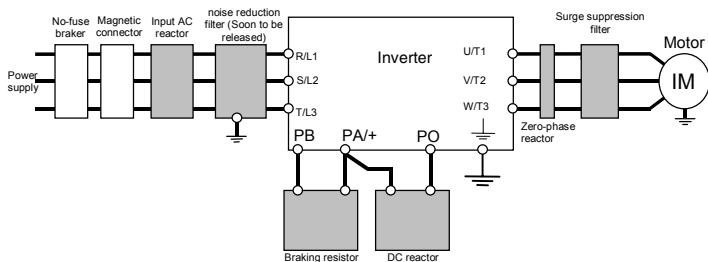 No-fuse
braker
Magnetic
connector
Input AC
reactor
noise reduction
filter (Soon to be
released)
Surge suppression
filter
Motor
Power
supply
R/L1
S/L2
T/L3
Inverter
U/T1
V/T2
W/T3
IM
Zero-phase
reactor
PB
PA/+
PO
Braking resistor
DC reactor